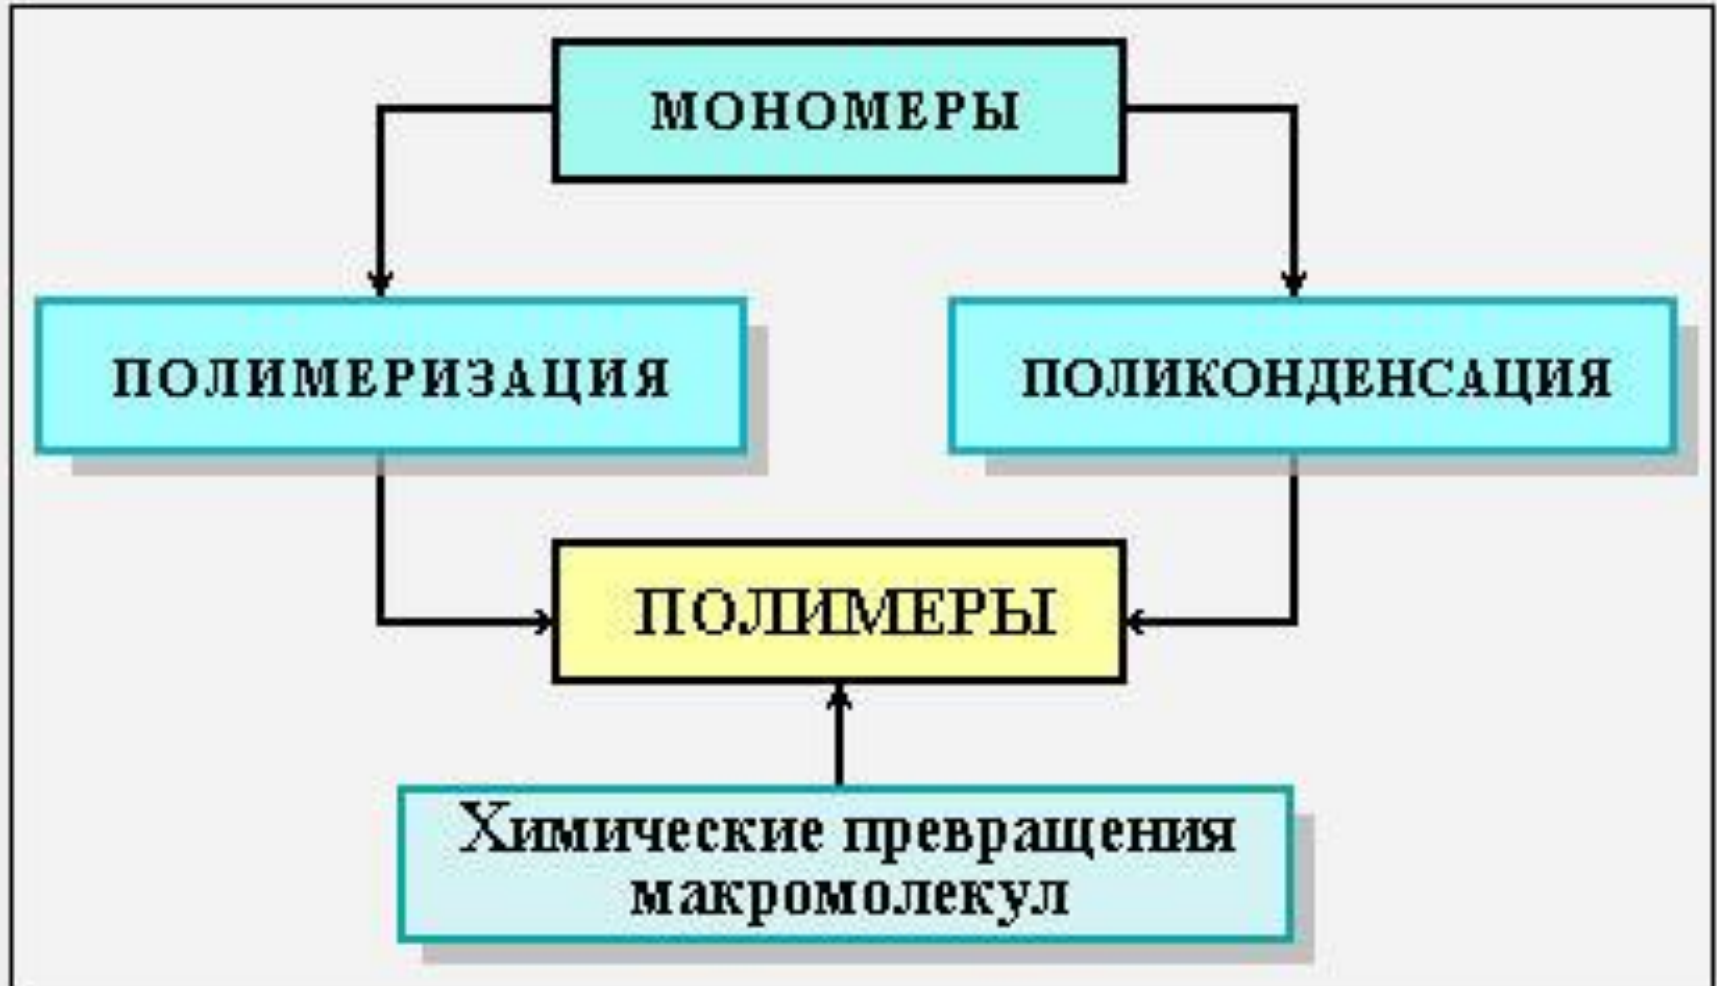 МОНОМЕРЫ
ПОЛИМЕРИЗАЦИЯ
ПОЛИКОНДЕНСАЦИЯ
ПОЛИМЕРЫ
Химические превращения
макромолекул